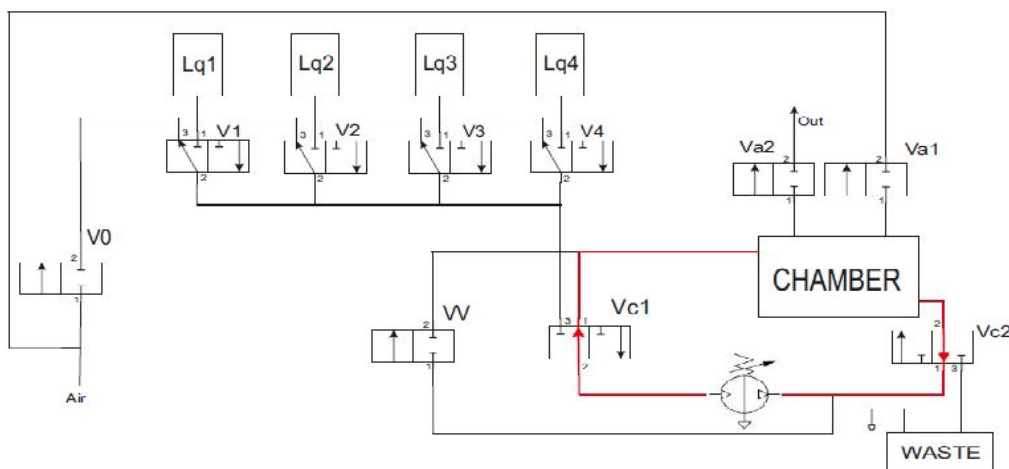 Lq1 Lq2 Lq3 Lq4
Out
3 1 V1 3 1 V2 3 1 V3 3 1 V4
Va2 2 Va1 2
2 2 2 2
1 1
V0
2
1
CHAMBER
VV 2 3 1 Vc1 2 Vc2
1 2 1 3
Air
WASTE